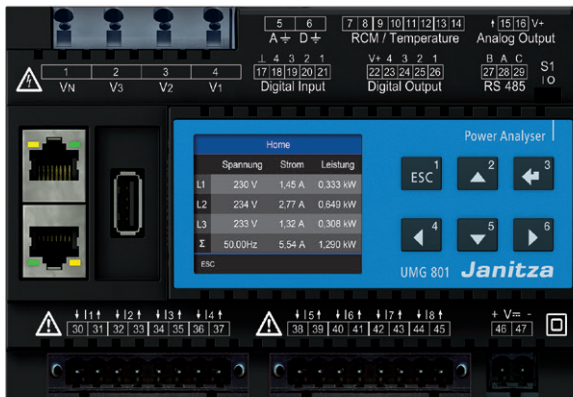 5 6
A D
7 8 9 10 11 12 13 14
RCM / Temperature
15 16 V+
Analog Output
1 2 3 4
VN V3 V2 V1
⊥ 4 3 2 1
17 18 19 20 21
Digital Input
V+ 4 3 2 1
22 23 24 25 26
Digital Output
B A C
27 28 29
RS 485
S1
I O
Power Analyser
Home
Spannung Strom Leistung
L1 230 V 1,45 A 0,333 kW
L2 234 V 2,77 A 0,649 kW
L3 233 V 1,32 A 0,308 kW
Σ 50.00Hz 5,54 A 1,290 kW
ESC
ESC 1
2
3
4
5
6
UMG 801 Janitza
I1 I2 I3 I4
30 31 32 33 34 35 36 37
I5 I6 I7 I8
38 39 40 41 42 43 44 45
+ V -
46 47